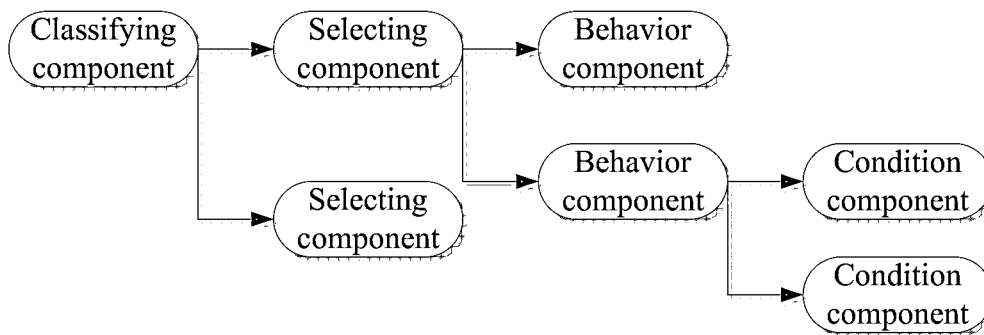 Classifying
component
Selecting
component
Behavior
component
Behavior
component
Condition
component
Selecting
component
Condition
component